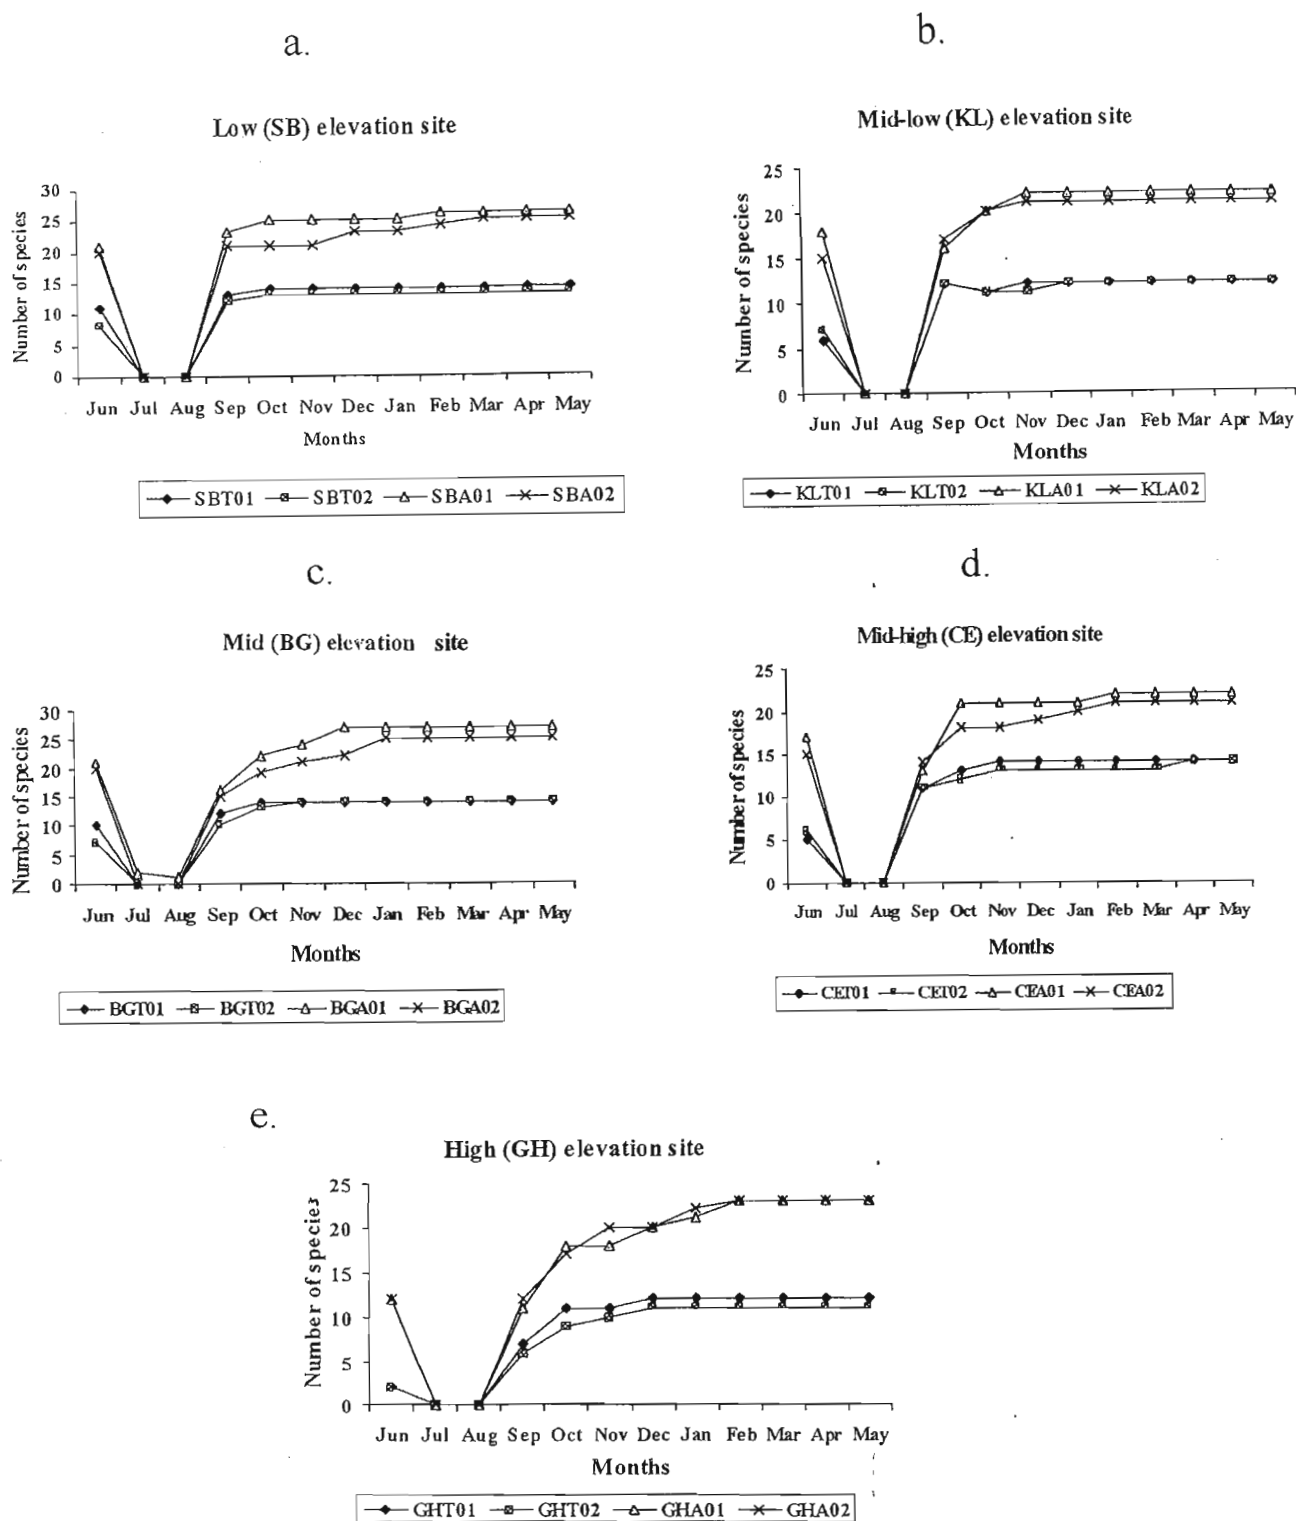 a.
Low (SB) elevation site
30
25
20
15
10
5
0
Number of species
Jun Jul Aug Sep Oct Nov Dec Jan Feb Mar Apr May
Months
SBT01 SBT02 SBA01 SBA02
b.
Mid-low (KL) elevation site
25
20
15
10
5
0
Number of species
Jun Jul Aug Sep Oct Nov Dec Jan Feb Mar Apr May
Months
KLT01 KLT02 KLA01 KLA02
c.
Mid (BG) elevation site
30
25
20
15
10
5
0
Number of species
Jun Jul Aug Sep Oct Nov Dec Jan Feb Mar Apr May
Months
BGT01 BGT02 BGA01 BGA02
d.
Mid-high (CE) elevation site
25
20
15
10
5
0
Number of species
Jun Jul Aug Sep Oct Nov Dec Jan Feb Mar Apr May
Months
CET01 CET02 CEA01 CEA02
e.
High (GH) elevation site
25
20
15
10
5
0
Number of species
Jun Jul Aug Sep Oct Nov Dec Jan Feb Mar Apr May
Months
GHT01 GHT02 GHA01 GHA02